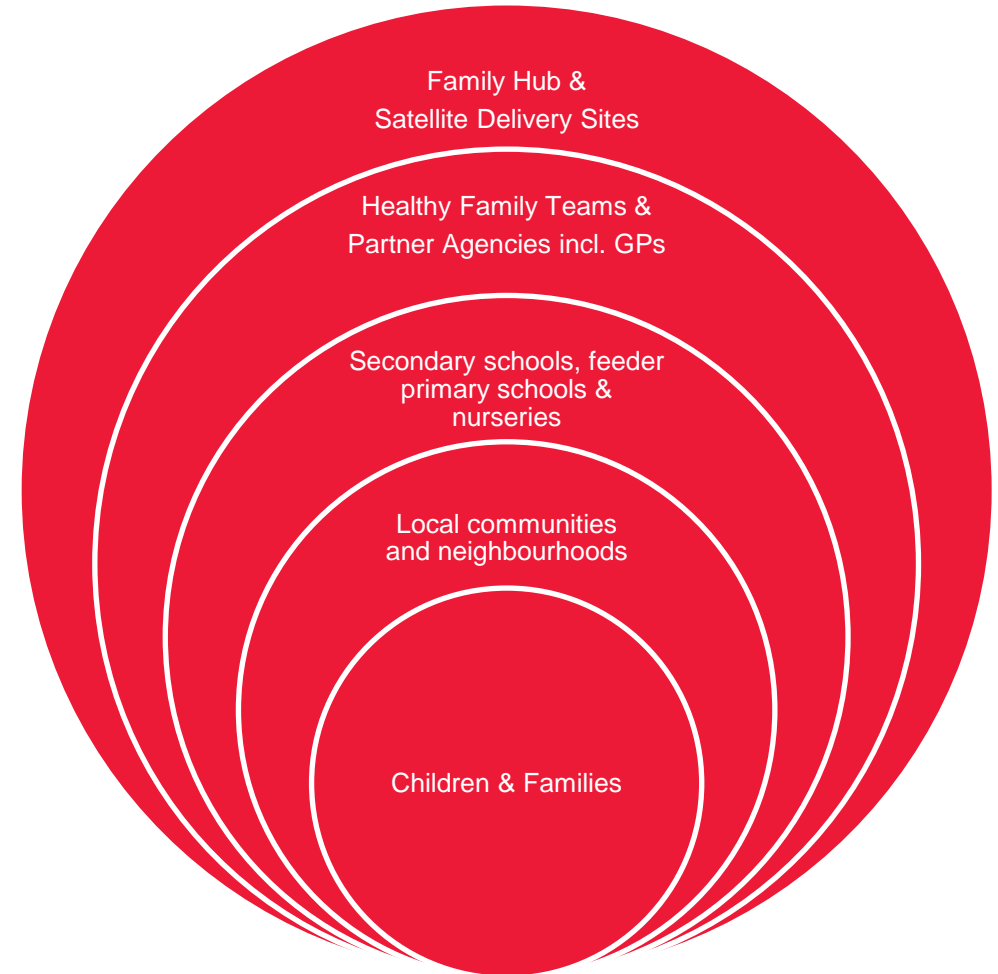 Family Hub &
Satellite Delivery Sites
Healthy Family Teams &
Partner Agencies incl. GPs
Secondary schools, feeder
primary schools &
nurseries
Local communities
and neighbourhoods
Children & Families